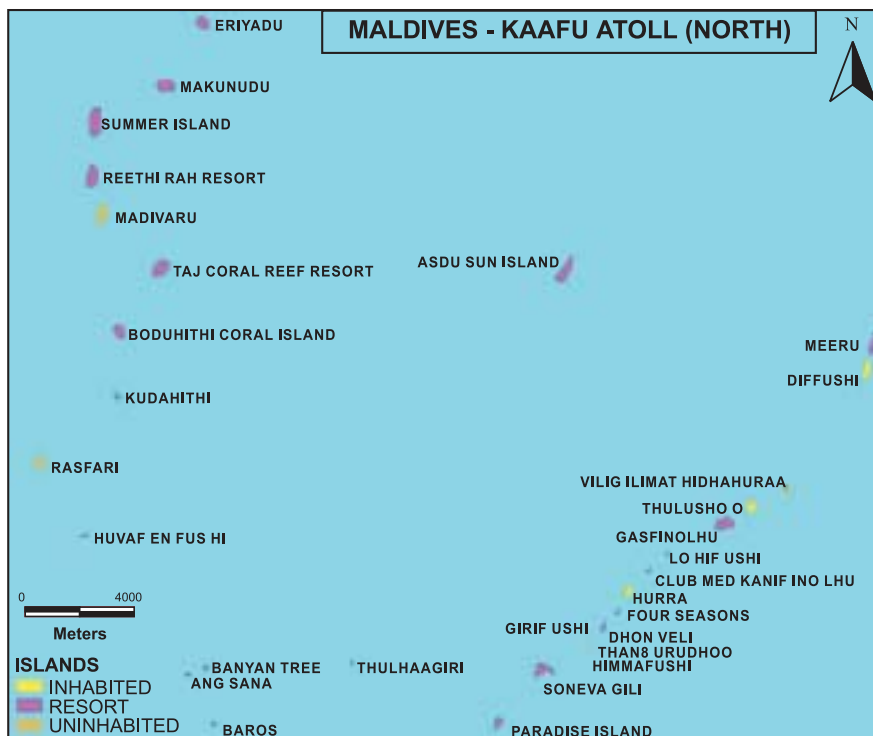 ERIYADU
MALDIVES - KAAFU ATOLL (NORTH)
N
MAKUNUDU
SUMMER ISLAND
REETHI RAH RESORT
MADIVARU
TAJ CORAL REEF RESORT
ASDU SUN ISLAND
BODUHITHI CORAL ISLAND
MEERU
DIFFUSHI
KUDAHITHI
RASFARI
VILIG ILIMAT HIDHAHURAA
THULUSHO O
GASFINOLHU
HUVAF EN FUS HI
LO HIF USHI
CLUB MED KANIF INO LHU
HURRA
FOUR SEASONS
GIRIF USHI
DHON VELI
THAN8 URUDHOO
HIMMAFUSHI
SONEVA GILI
0 4000
Meters
BANYAN TREE
ANG SANA
THULHAAGIRI
BAROS
PARADISE ISLAND
ISLANDS
INHABITED
RESORT
UNINHABITED